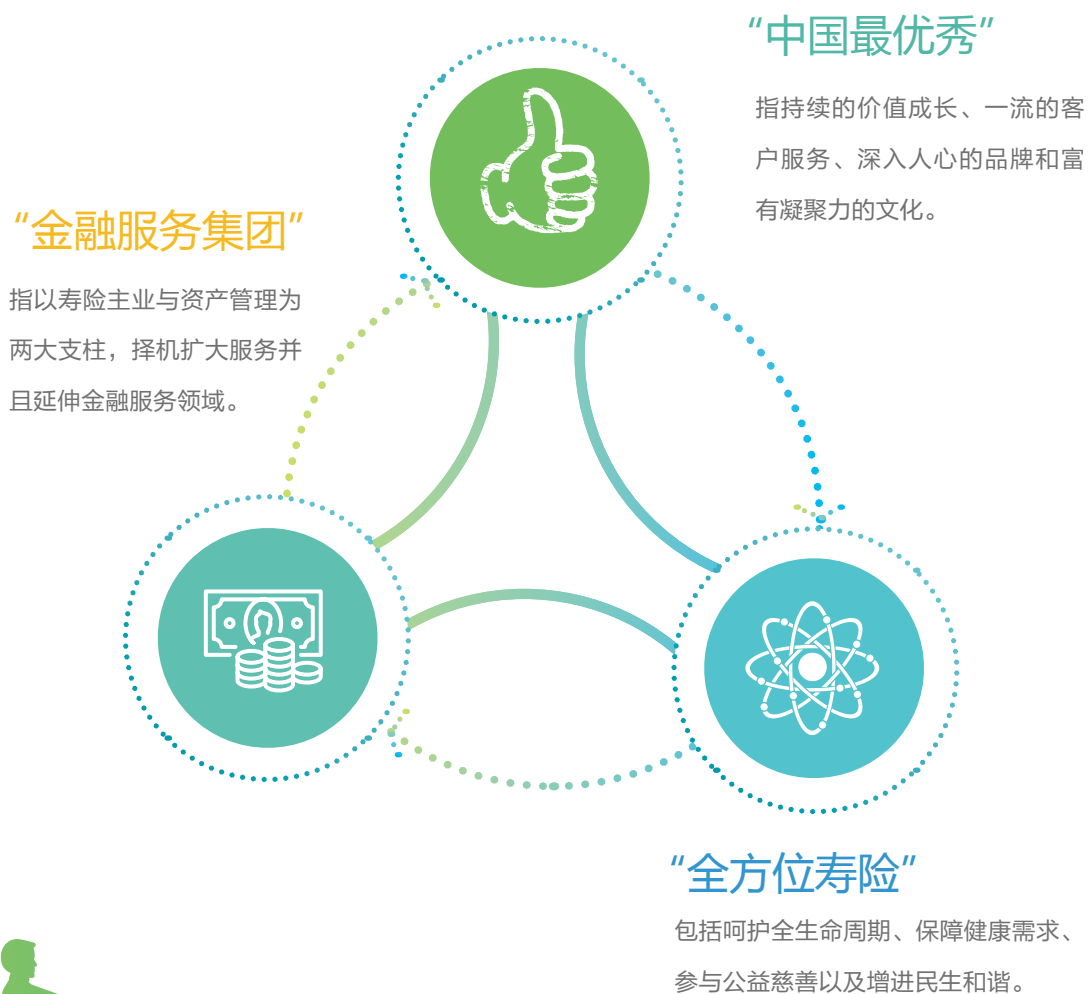 “中国最优秀”
指持续的价值成长、一流的客
户服务、深入人心的品牌和富
有凝聚力的文化。
“金融服务集团”
指以寿险主业与资产管理为
两大支柱，择机扩大服务并
且延伸金融服务领域。
“全方位寿险”
包括呵护全生命周期、保障健康需求、
参与公益慈善以及增进民生和谐。